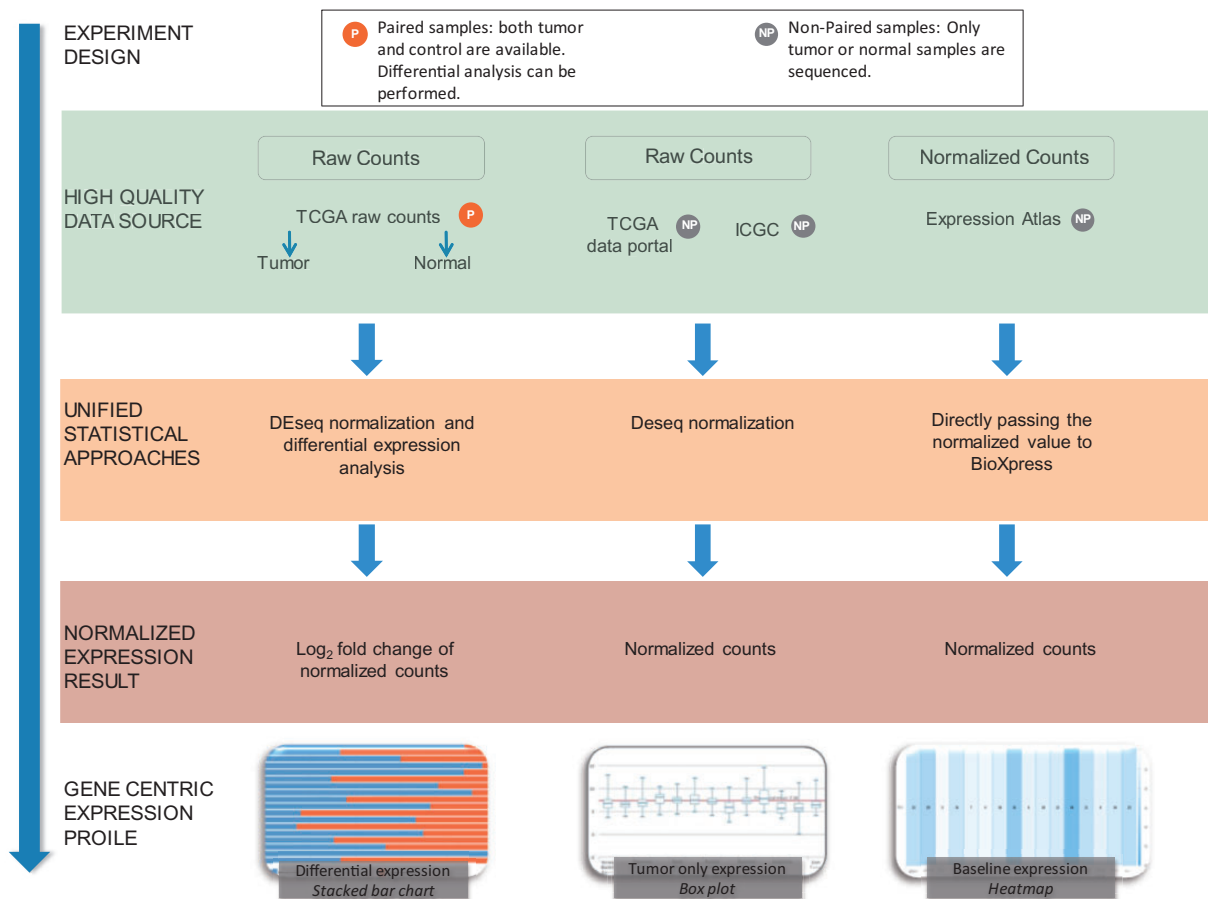 EXPERIMENT
DESIGN
P
Paired samples: both tumor
and control are available.
Differential analysis can be
performed.
NP
Non-Paired samples: Only
tumor or normal samples are
sequenced.
HIGH QUALITY
DATA SOURCE
Raw Counts
TCGA raw counts
P
Tumor
Normal
Raw Counts
TCGA
data portal
NP
ICGC
NP
Normalized Counts
Expression Atlas
NP
UNIFIED
STATISTICAL
APPROACHES
DEseq normalization and
differential expression
analysis
Deseq normalization
Directly passing the
normalized value to
BioXpress
NORMALIZED
EXPRESSION
RESULT
Log₂ fold change of
normalized counts
Normalized counts
Normalized counts
GENE CENTRIC
EXPRESSION
PROILE
Differential expression
Stacked bar chart
Tumor only expression
Box plot
Baseline expression
Heatmap